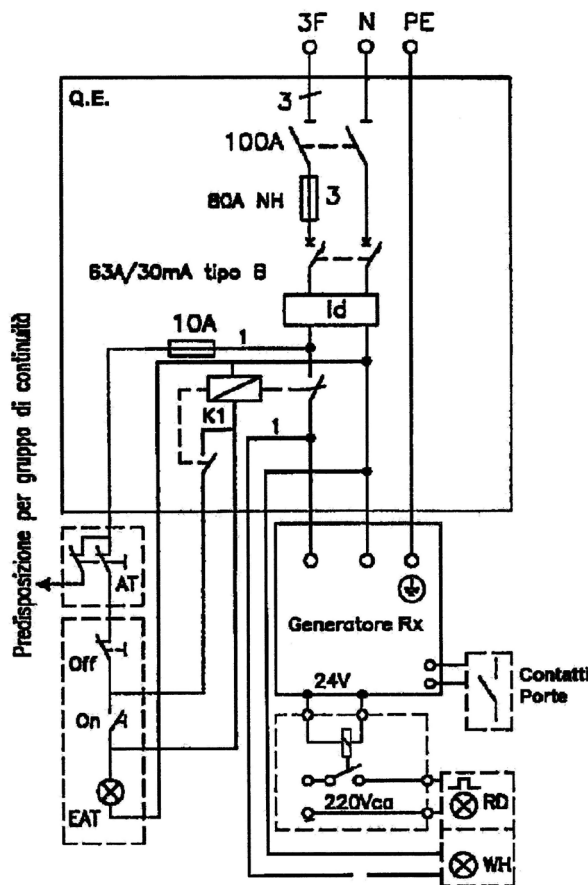 3F N PE
Q.E.
3
100A
80A NH 3
63A/30mA tipo B
Id
10A 1
K1
1
Predisposizione per gruppo di continuità
AT
Off
On
EAT
Generatore Rx
24V
Contatti
Porte
220Vca
RD
WH